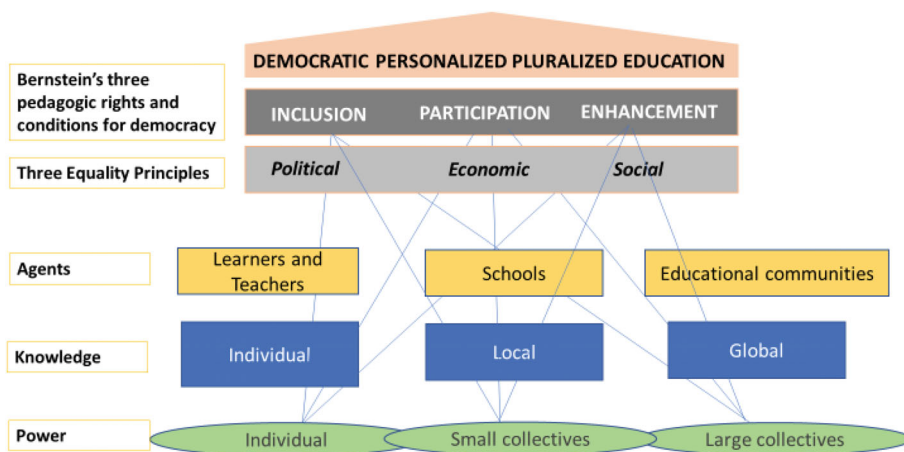 DEMOCRATIC PERSONALIZED PLURALIZED EDUCATION
Bernstein's three
pedagogic rights and
conditions for democracy
INCLUSION PARTICIPATION ENHANCEMENT
Three Equality Principles
Political Economic Social
Agents
Learners and
Teachers
Schools
Educational communities
Knowledge
Individual
Local
Global
Power
Individual
Small collectives
Large collectives